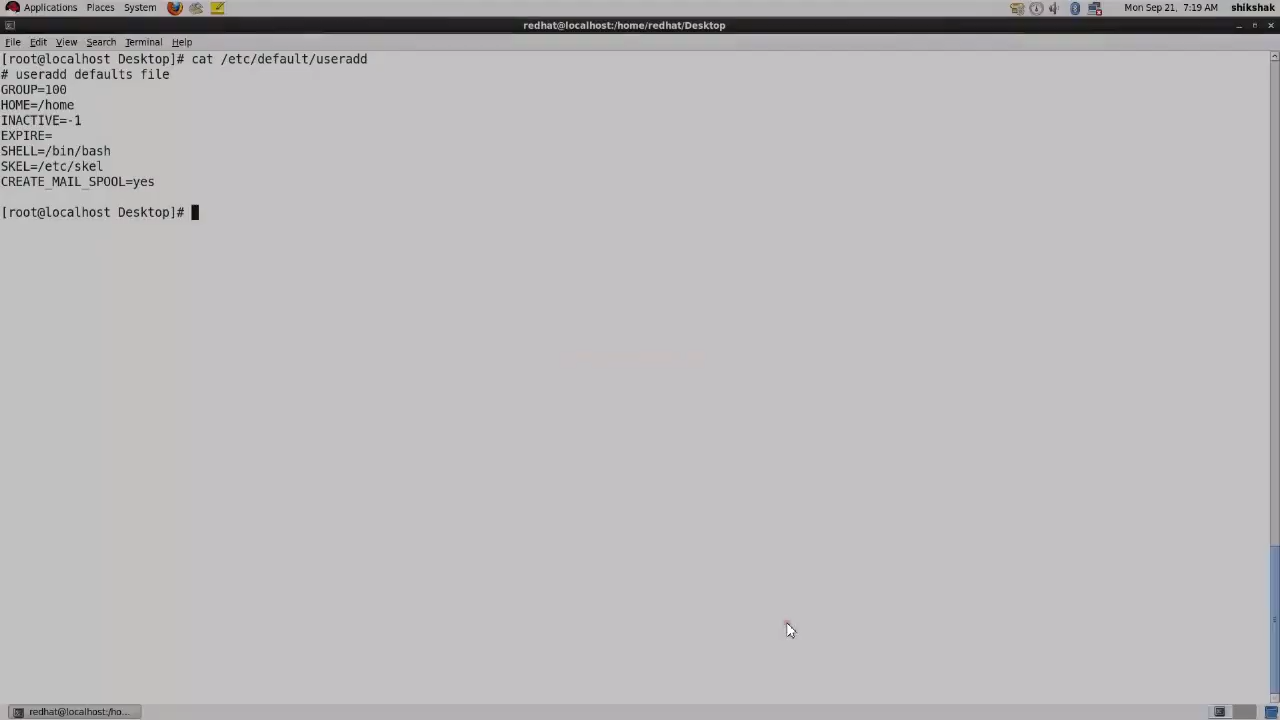 Applications Places System
Mon Sep 21, 7:19 AM shikshak
redhat@localhost:/home/redhat/Desktop
File Edit View Search Terminal Help
[root@localhost Desktop]# cat /etc/default/useradd
# useradd defaults file
GROUP=100
HOME=/home
INACTIVE=-1
EXPIRE=
SHELL=/bin/bash
SKEL=/etc/skel
CREATE_MAIL_SPOOL=yes
[root@localhost Desktop]#
redhat@localhost:/ho...